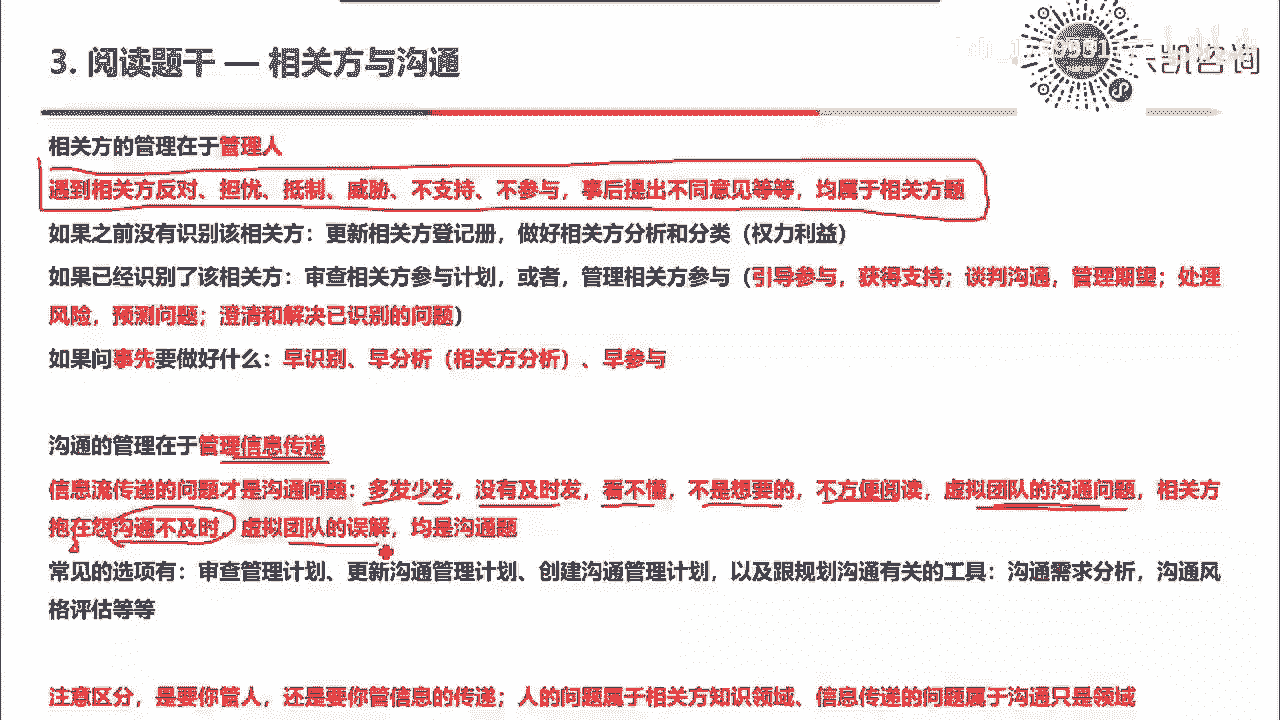 3. 阅读题干 — 相关方与沟通
相关方的管理在于管理人
遇到相关方反对、担忧、抵制、威胁、不支持、不参与，事后提出不同意见等等，均属于相关方题
如果之前没有识别该相关方：更新相关方登记册，做好相关方分析和分类（权力利益）
如果已经识别了该相关方：审查相关方参与计划，或者，管理相关方参与（引导参与，获得支持；谈判沟通，管理期望；处理
风险，预测问题；澄清和解决已识别的问题）
如果问事先要做好什么：早识别、早分析（相关方分析）、早参与
沟通的管理在于管理信息传递
信息流传递的问题才是沟通问题：多发少发，没有及时发，看不懂，不是想要的，不方便阅读，虚拟团队的沟通问题，相关方
抱在怨沟通不及时，虚拟团队的误解，均是沟通题
常见的选项有：审查管理计划、更新沟通管理计划、创建沟通管理计划，以及跟规划沟通有关的工具：沟通需求分析，沟通风
格评估等等
注意区分，是要你管人，还是要你管信息的传递；人的问题属于相关方知识领域、信息传递的问题属于沟通只是领域